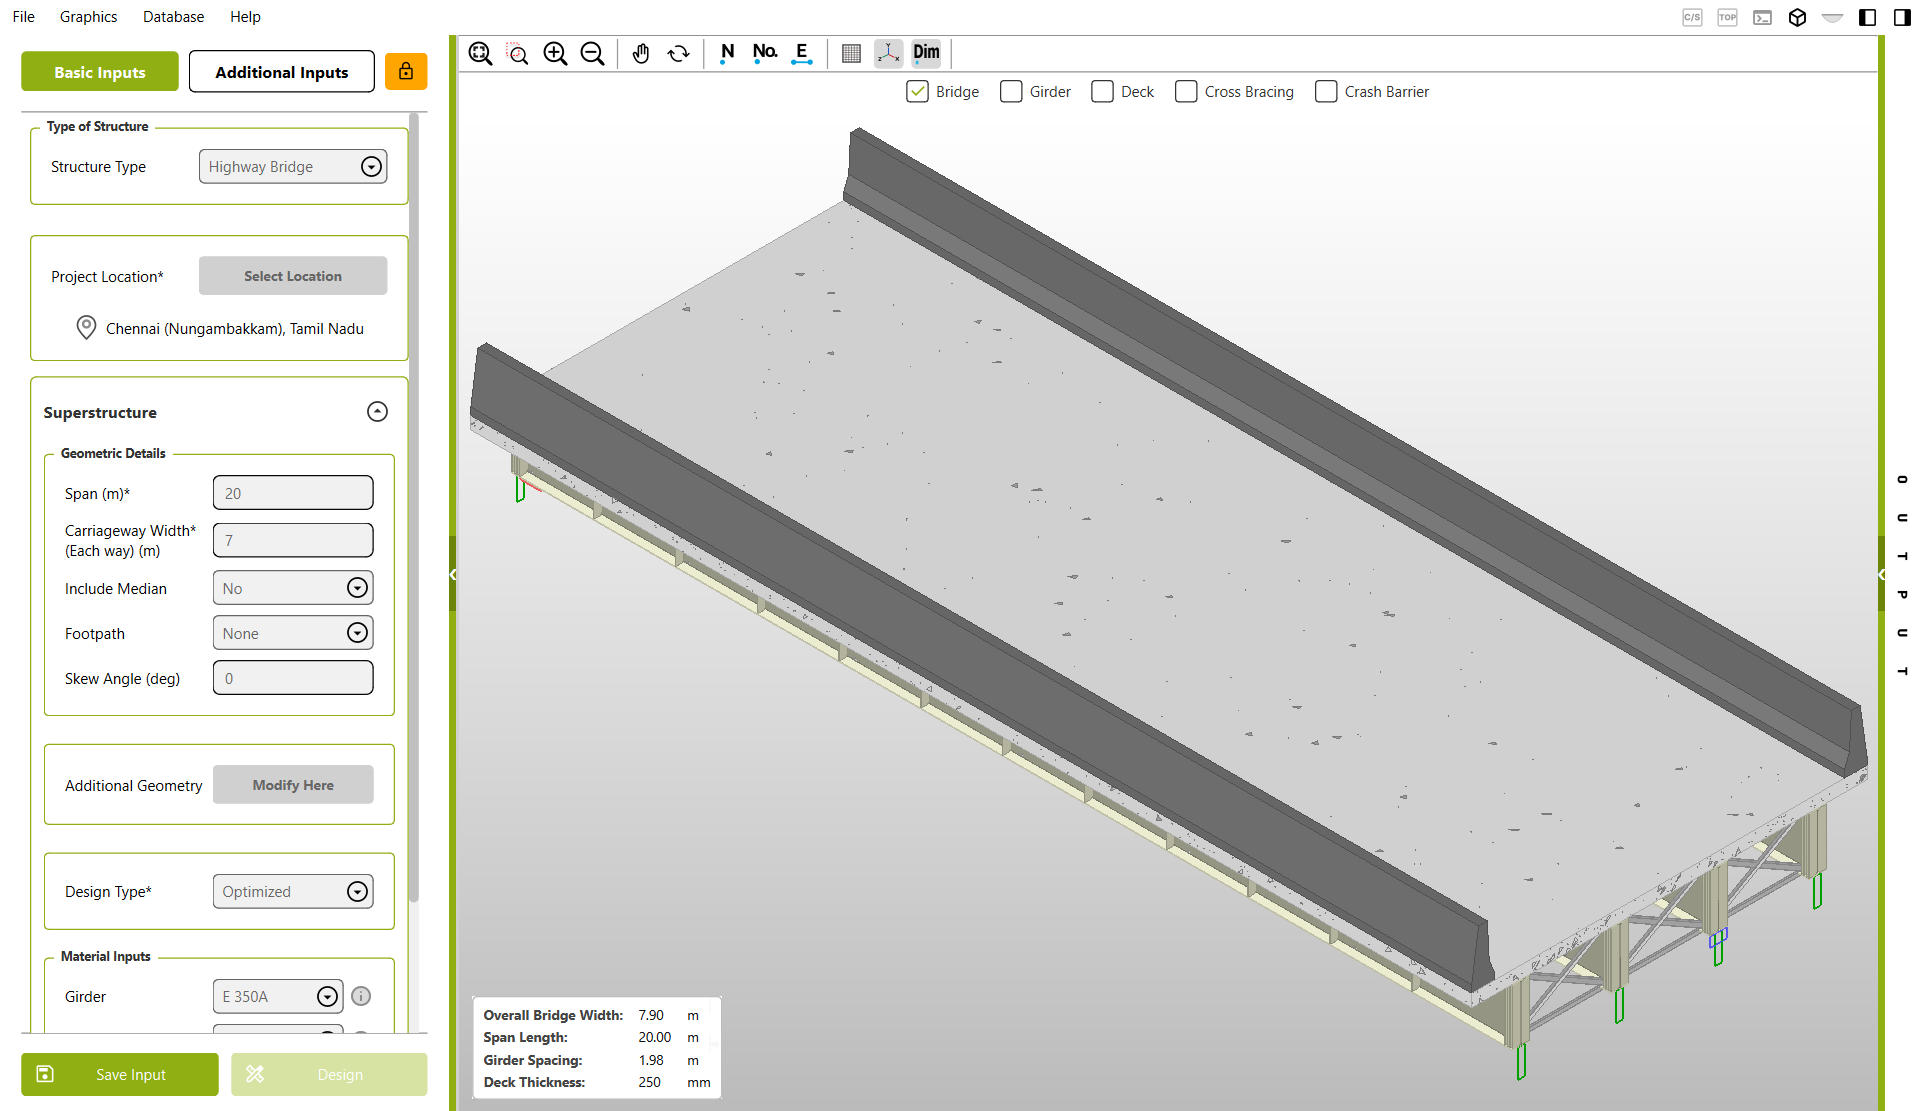 File Graphics Database Help
C/S TOP
Basic Inputs Additional Inputs
N No. E Dim
Y Z X
Bridge Girder Deck Cross Bracing Crash Barrier
Type of Structure
Structure Type Highway Bridge
Project Location* Select Location
Chennai (Nungambakkam), Tamil Nadu
Superstructure
Geometric Details
Span (m)* 20
Carriageway Width*
(Each way) (m) 7
Include Median No
Footpath None
Skew Angle (deg) 0
Additional Geometry Modify Here
Design Type* Optimized
Material Inputs
Girder E 350A
Save Input Design
Overall Bridge Width: 7.90 m
Span Length: 20.00 m
Girder Spacing: 1.98 m
Deck Thickness: 250 mm
OUTPUT